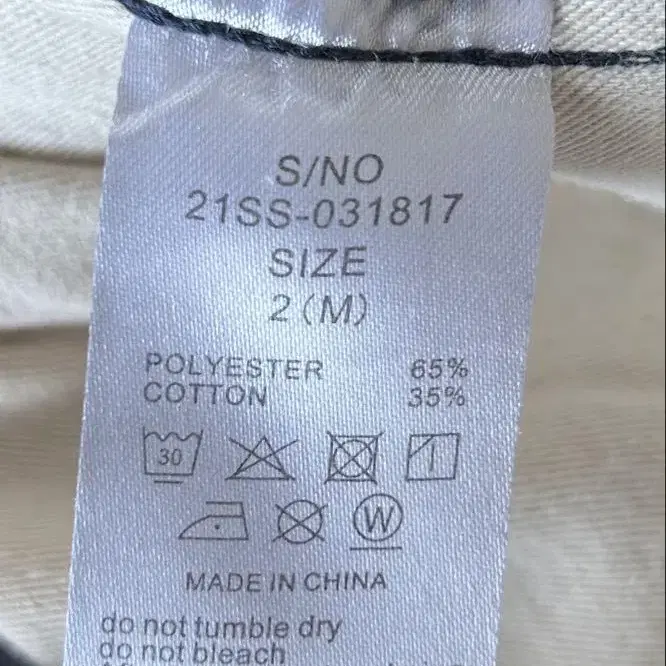 S/NO
21SS-031817
SIZE
2 (M)
POLYESTER 65%
COTTON 35%
30
W
MADE IN CHINA
do not tumble dry
do not bleach